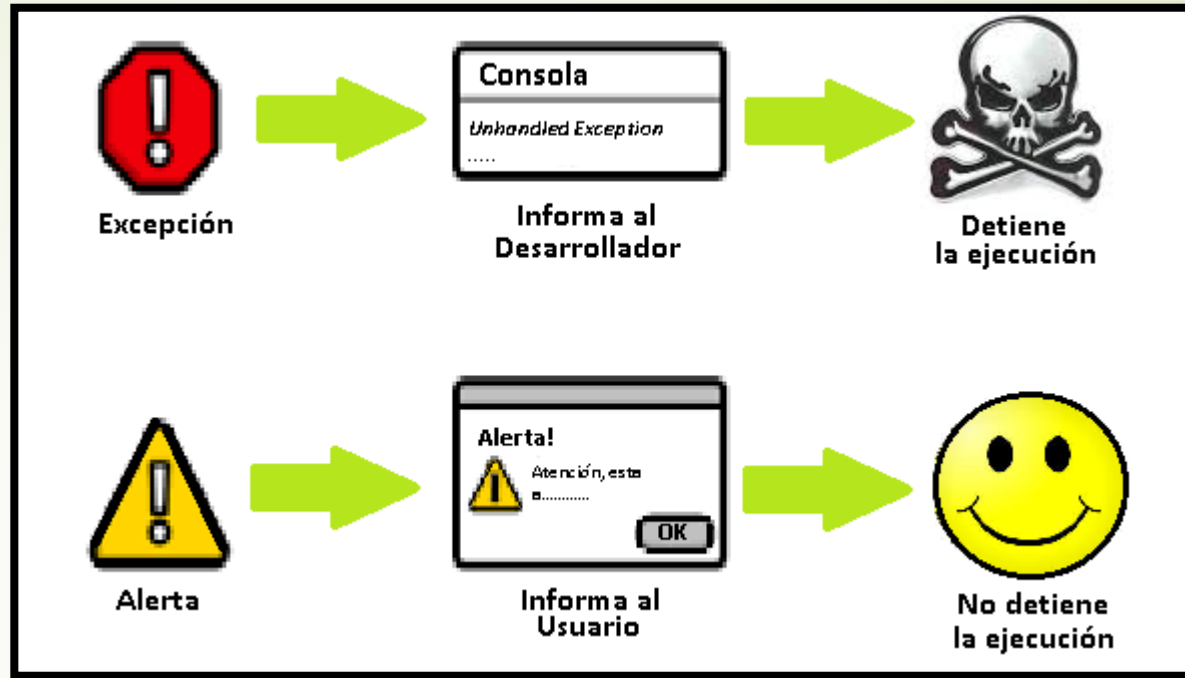 Excepción
Consola
Unhandled Exception
.....
Informa al
Desarrollador
Detiene
la ejecución
Alerta
Alerta!
Atención, esta
a............
OK
Informa al
Usuario
No detiene
la ejecución